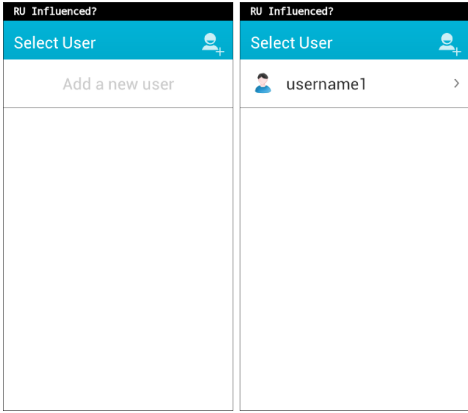 RU Influenced?
Select User
Add a new user
RU Influenced?
Select User
username1